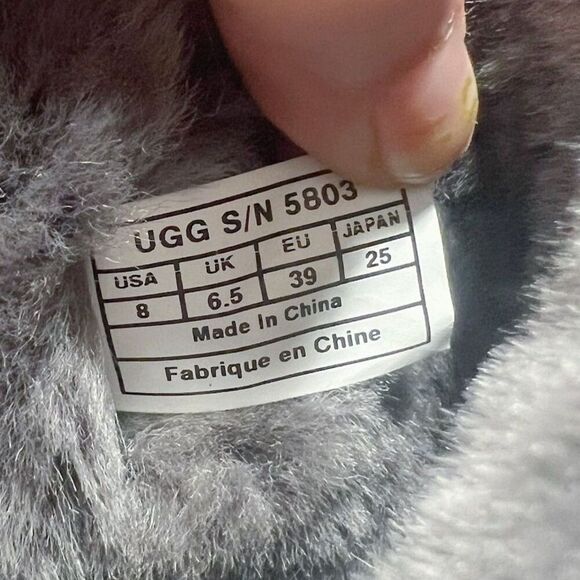 UGG S/N 5803
USA UK EU JAPAN
8 6.5 39 25
Made In China
Fabrique en Chine